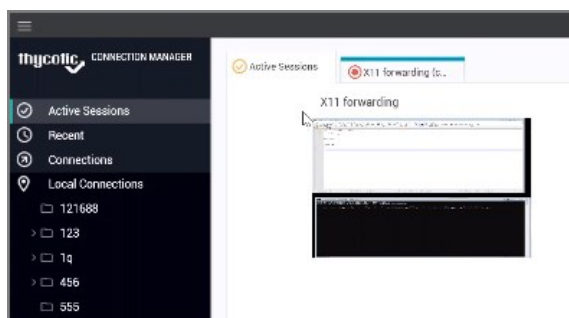 thycotic CONNECTION MANAGER
Active Sessions
Recent
Connections
Local Connections
121688
123
1q
456
555
Active Sessions
X11 forwarding (c...
X11 forwarding